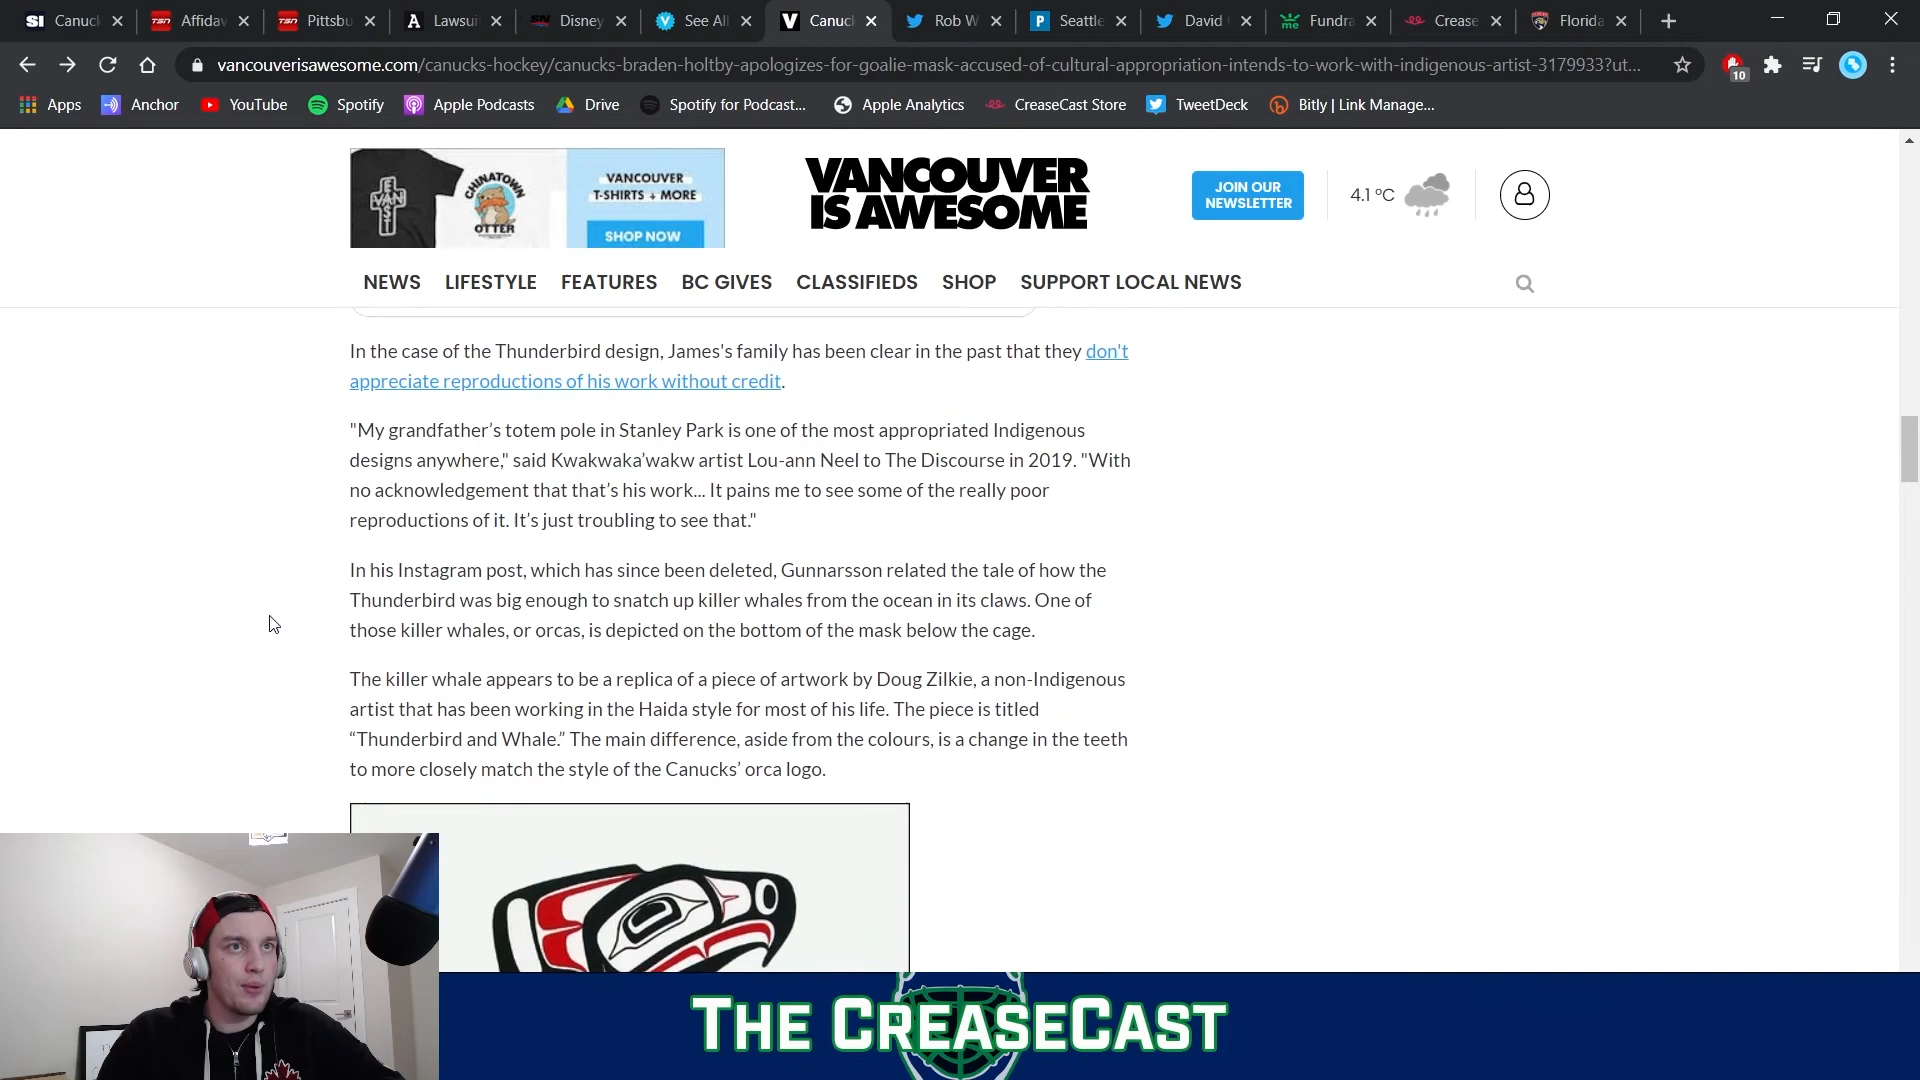 Canuck
Affidav
Pittsbu
Lawsui
Disney
See All
Canuck
Rob W
Seattle
David
Fundra
Crease
Florida
vancouverisawesome.com/canucks-hockey/canucks-braden-holtby-apologizes-for-goalie-mask-accused-of-cultural-appropriation-intends-to-work-with-indigenous-artist-3179933?ut...
10
Apps
Anchor
YouTube
Spotify
Apple Podcasts
Drive
Spotify for Podcast...
Apple Analytics
CreaseCast Store
TweetDeck
Bitly | Link Manage...
EAST
VAN
CHINATOWN
OTTER
VANCOUVER
T-SHIRTS + MORE
SHOP NOW
VANCOUVER
IS AWESOME
JOIN OUR
NEWSLETTER
4.1 °C
NEWS LIFESTYLE FEATURES BC GIVES CLASSIFIEDS SHOP SUPPORT LOCAL NEWS
In the case of the Thunderbird design, James's family has been clear in the past that they don't
appreciate reproductions of his work without credit.
"My grandfather’s totem pole in Stanley Park is one of the most appropriated Indigenous
designs anywhere," said Kwakwaka’wakw artist Lou-ann Neel to The Discourse in 2019. "With
no acknowledgement that that’s his work... It pains me to see some of the really poor
reproductions of it. It’s just troubling to see that."
In his Instagram post, which has since been deleted, Gunnarsson related the tale of how the
Thunderbird was big enough to snatch up killer whales from the ocean in its claws. One of
those killer whales, or orcas, is depicted on the bottom of the mask below the cage.
The killer whale appears to be a replica of a piece of artwork by Doug Zilkie, a non-Indigenous
artist that has been working in the Haida style for most of his life. The piece is titled
“Thunderbird and Whale.” The main difference, aside from the colours, is a change in the teeth
to more closely match the style of the Canucks’ orca logo.
THE CREASECAST